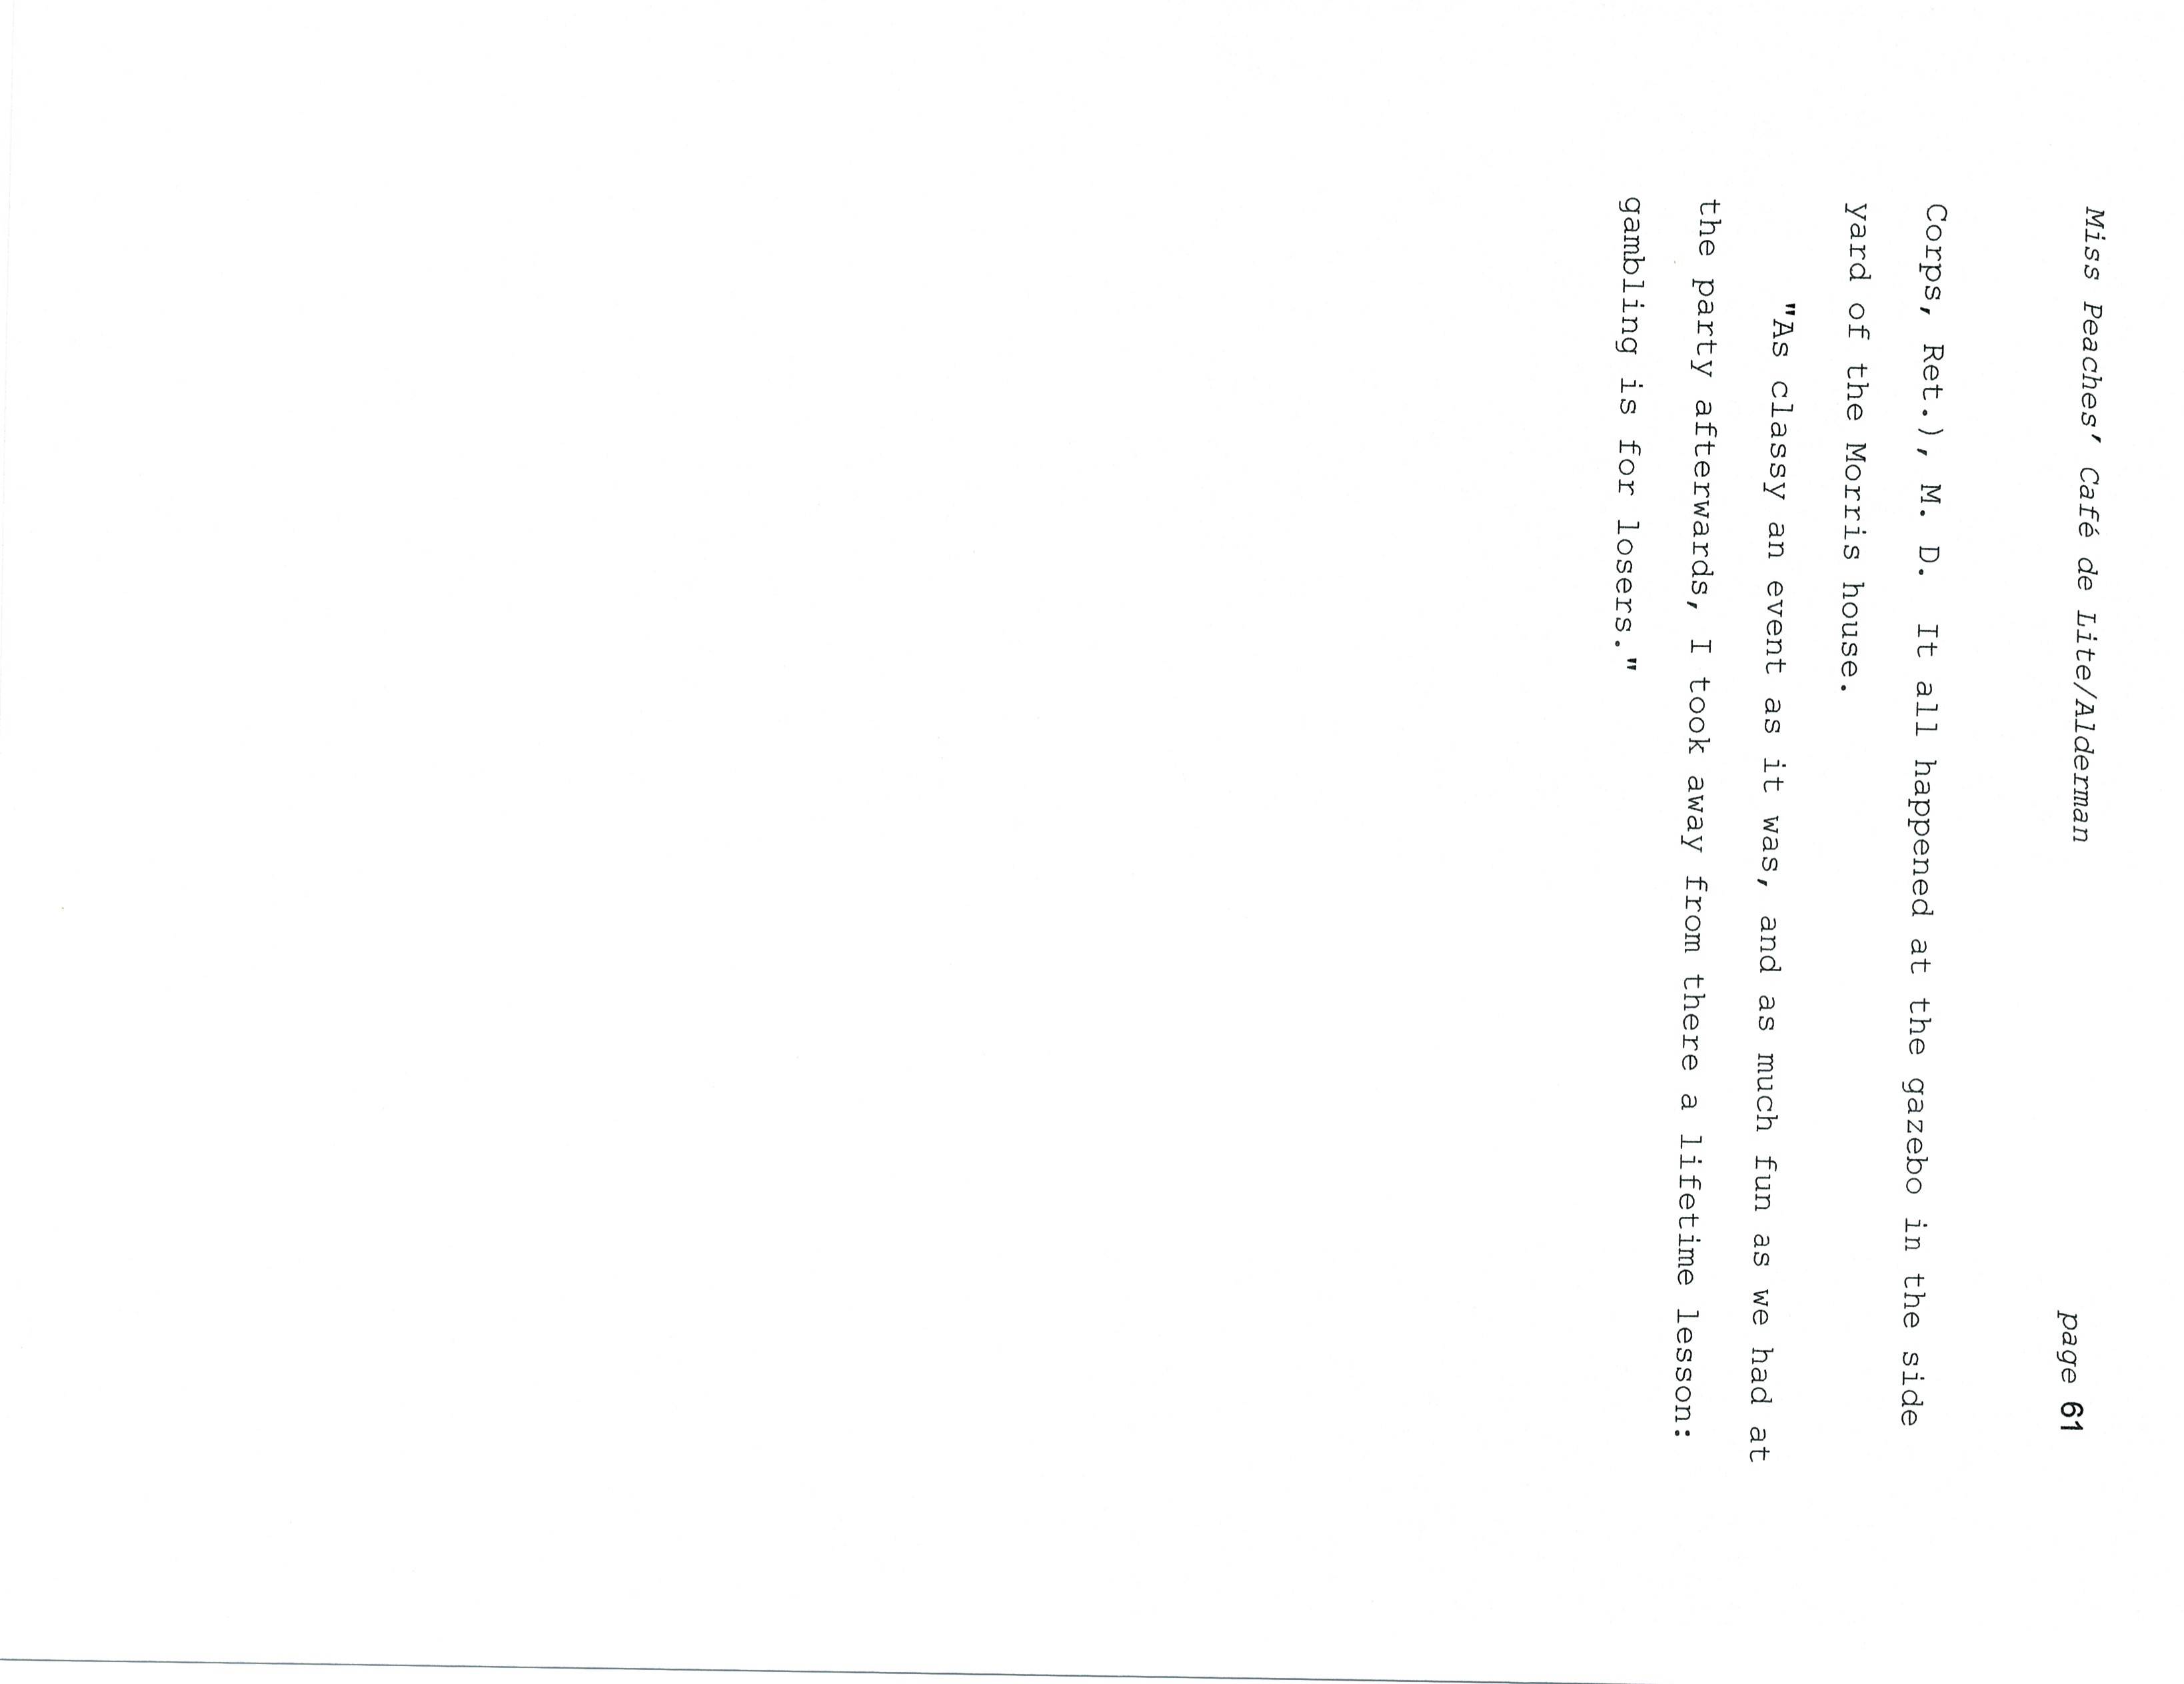 Miss Peaches' Café de Lite/Alderman page 61
Corps, Ret.), M. D.  It all happened at the gazebo in the side
yard of the Morris house.
"As classy an event as it was, and as much fun as we had at
the party afterwards, I took away from there a lifetime lesson:
gambling is for losers."